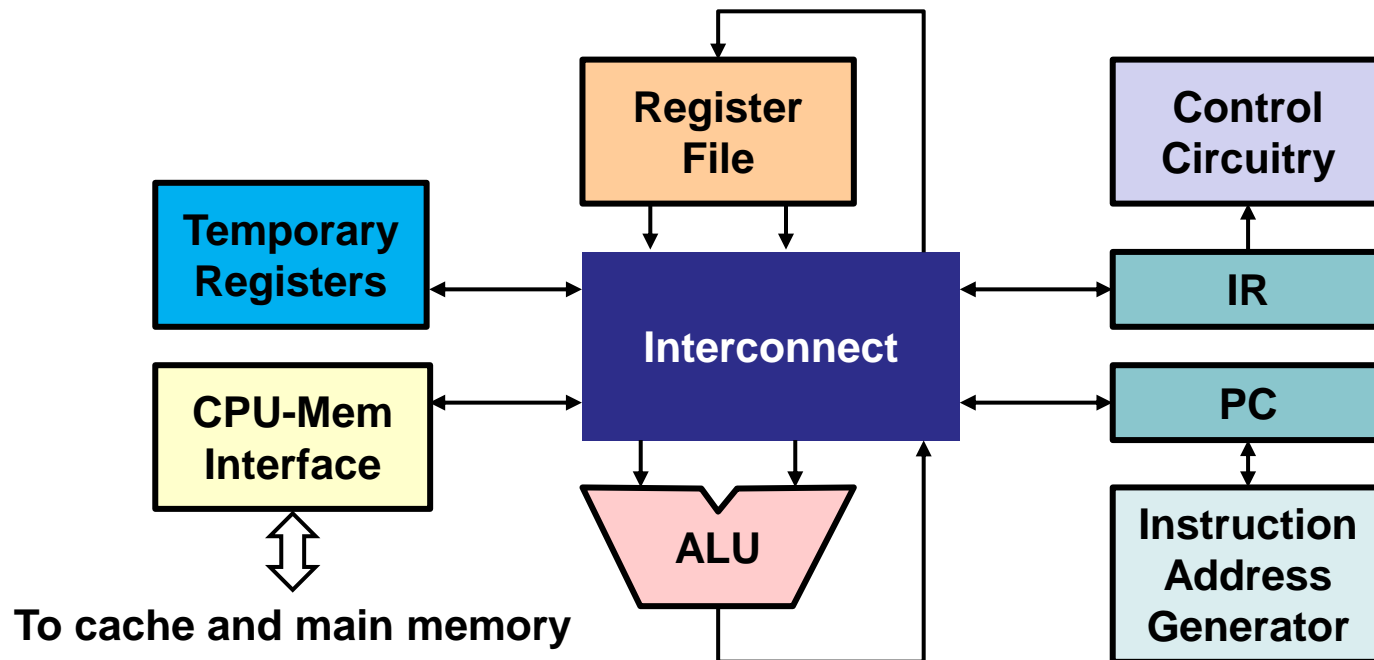 Register
File
Control
Circuitry
Temporary
Registers
IR
Interconnect
CPU-Mem
Interface
PC
ALU
Instruction
Address
Generator
To cache and main memory